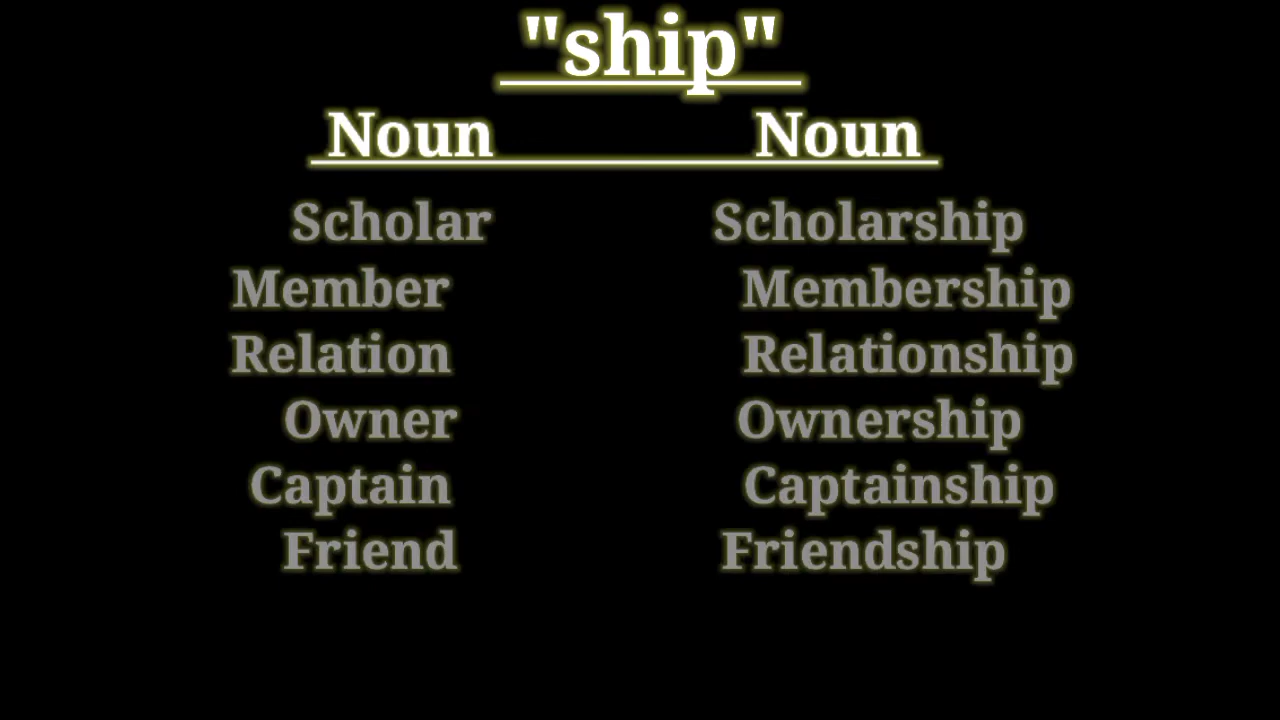 "ship"
Noun Noun
Scholar Scholarship
Member Membership
Relation Relationship
Owner Ownership
Captain Captainship
Friend Friendship